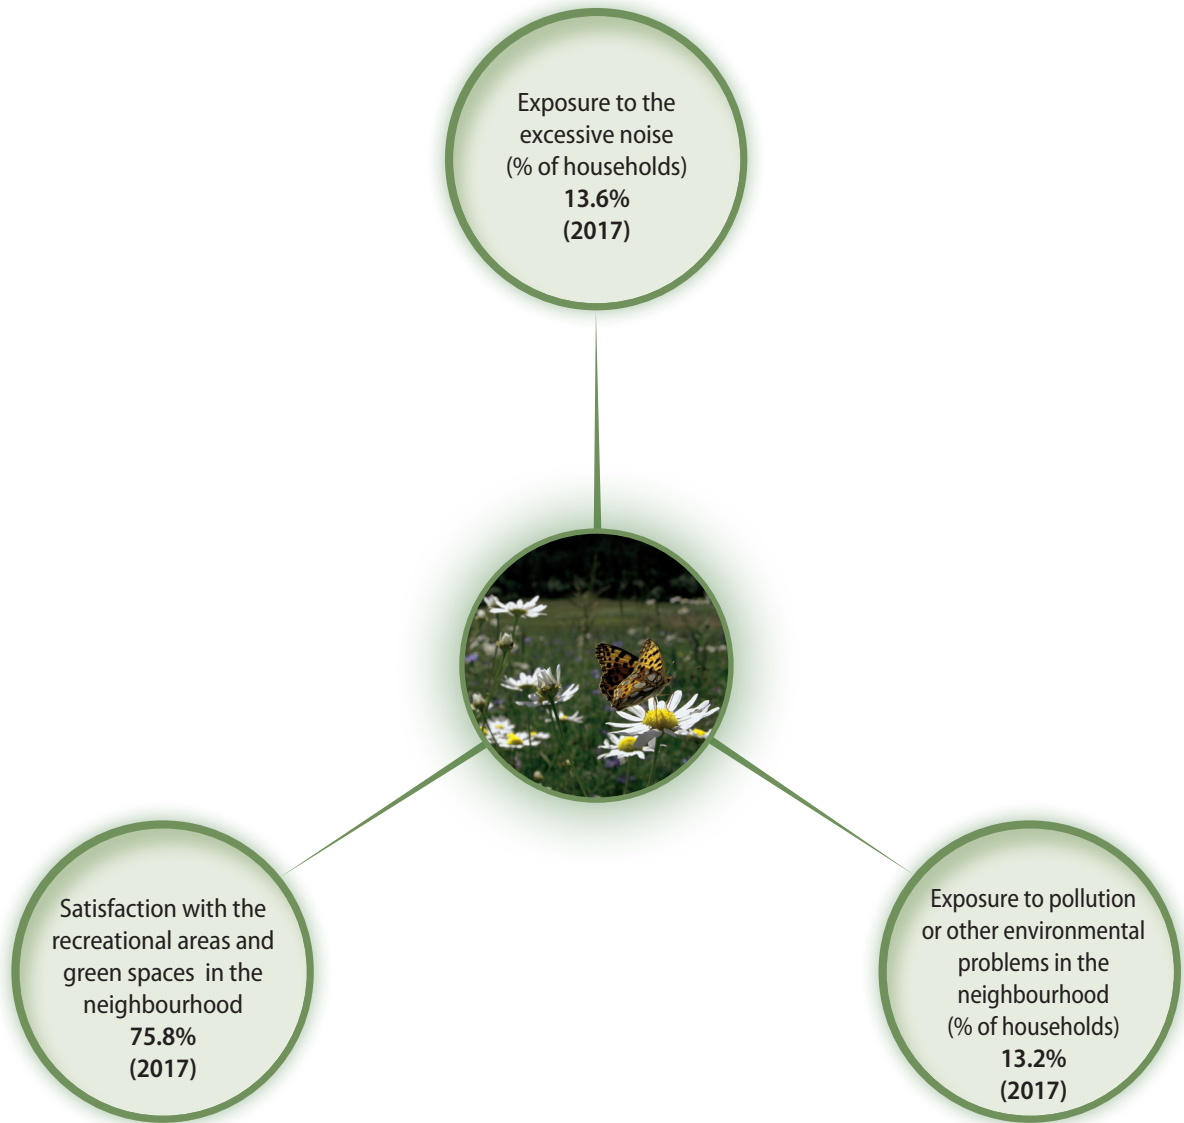 Exposure to the
excessive noise
(% of households)
13.6%
(2017)
Satisfaction with the
recreational areas and
green spaces in the
neighbourhood
75.8%
(2017)
Exposure to pollution
or other environmental
problems in the
neighbourhood
(% of households)
13.2%
(2017)